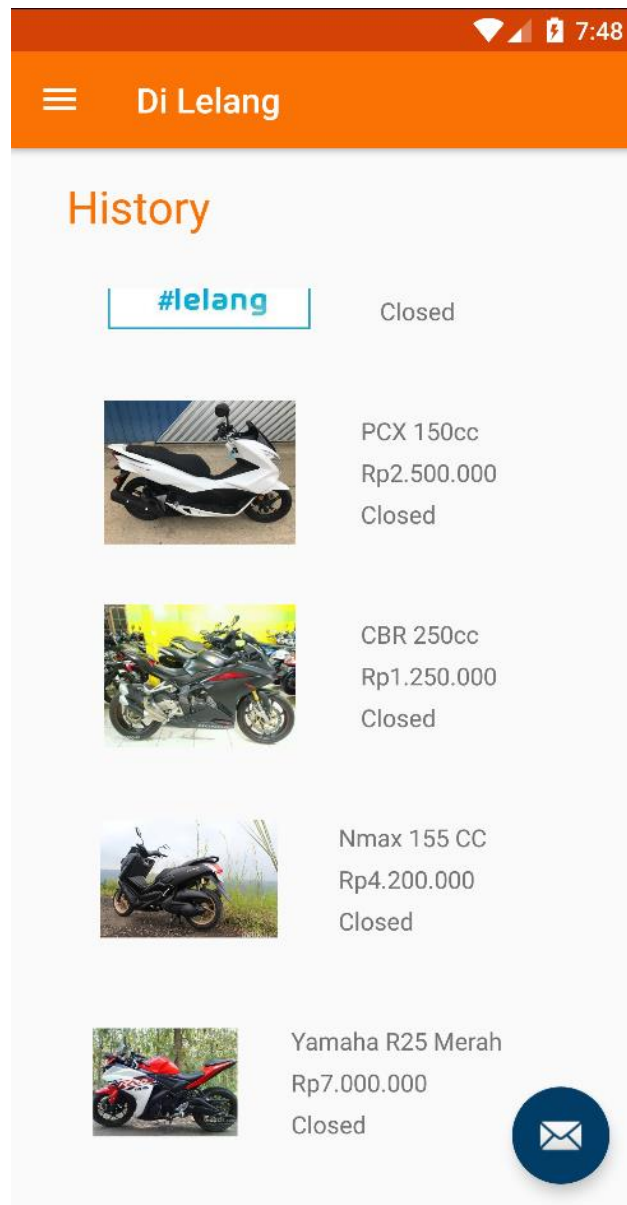 7:48
Di Lelang
History
#lelang
Closed
PCX 150cc
Rp2.500.000
Closed
CBR 250cc
Rp1.250.000
Closed
Nmax 155 CC
Rp4.200.000
Closed
Yamaha R25 Merah
Rp7.000.000
Closed